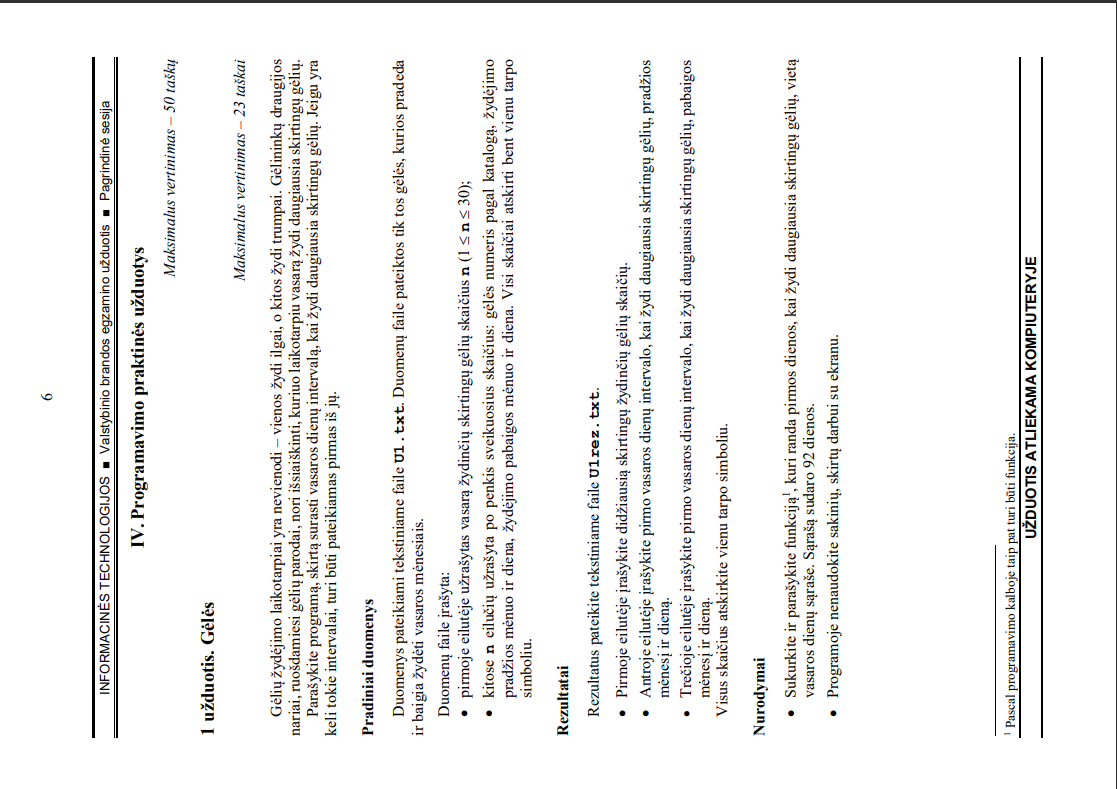 6
INFORMACINĖS TECHNOLOGIJOS ■ Valstybinio brandos egzamino užduotis ■ Pagrindinė sesija
IV. Programavimo praktinės užduotys
Maksimalus vertinimas – 50 taškų
1 užduotis. Gėlės
Maksimalus vertinimas – 23 taškai
Gėlių žydėjimo laikotarpiai yra nevienodi – vienos žydi ilgai, o kitos žydi trumpai. Gėlininkų draugijos
nariai, ruošdamiesi gėlių parodai, nori išsiaiškinti, kuriuo laikotarpiu vasarą žydi daugiausia skirtingų gėlių.
Parašykite programą, skirtą surasti vasaros dienų intervalą, kai žydi daugiausia skirtingų gėlių. Jeigu yra
keli tokie intervalai, turi būti pateikiamas pirmas iš jų.
Pradiniai duomenys
Duomenys pateikiami tekstiniame faile U1.txt. Duomenų faile pateiktos tik tos gėlės, kurios pradeda
ir baigia žydėti vasaros mėnesiais.
Duomenų faile įrašyta:
● pirmoje eilutėje užrašytas vasarą žydinčių skirtingų gėlių skaičius n (1 ≤ n ≤ 30);
● kitose n eilučių užrašyta po penkis sveikuosius skaičius: gėlės numeris pagal katalogą, žydėjimo
pradžios mėnuo ir diena, žydėjimo pabaigos mėnuo ir diena. Visi skaičiai atskirti bent vienu tarpo
simboliu.
Rezultatai
Rezultatus pateikite tekstiniame faile U1rez.txt.
● Pirmoje eilutėje įrašykite didžiausią skirtingų žydinčių gėlių skaičių.
● Antroje eilutėje įrašykite pirmo vasaros dienų intervalo, kai žydi daugiausia skirtingų gėlių, pradžios
mėnesį ir dieną.
● Trečioje eilutėje įrašykite pirmo vasaros dienų intervalo, kai žydi daugiausia skirtingų gėlių, pabaigos
mėnesį ir dieną.
Visus skaičius atskirkite vienu tarpo simboliu.
Nurodymai
● Sukurkite ir parašykite funkciją¹, kuri randa pirmos dienos, kai žydi daugiausia skirtingų gėlių, vietą
vasaros dienų sąraše. Sąrašą sudaro 92 dienos.
● Programoje nenaudokite sakinių, skirtų darbui su ekranu.
¹ Pascal programavimo kalboje taip pat turi būti funkcija.
UŽDUOTIS ATLIEKAMA KOMPIUTERYJE